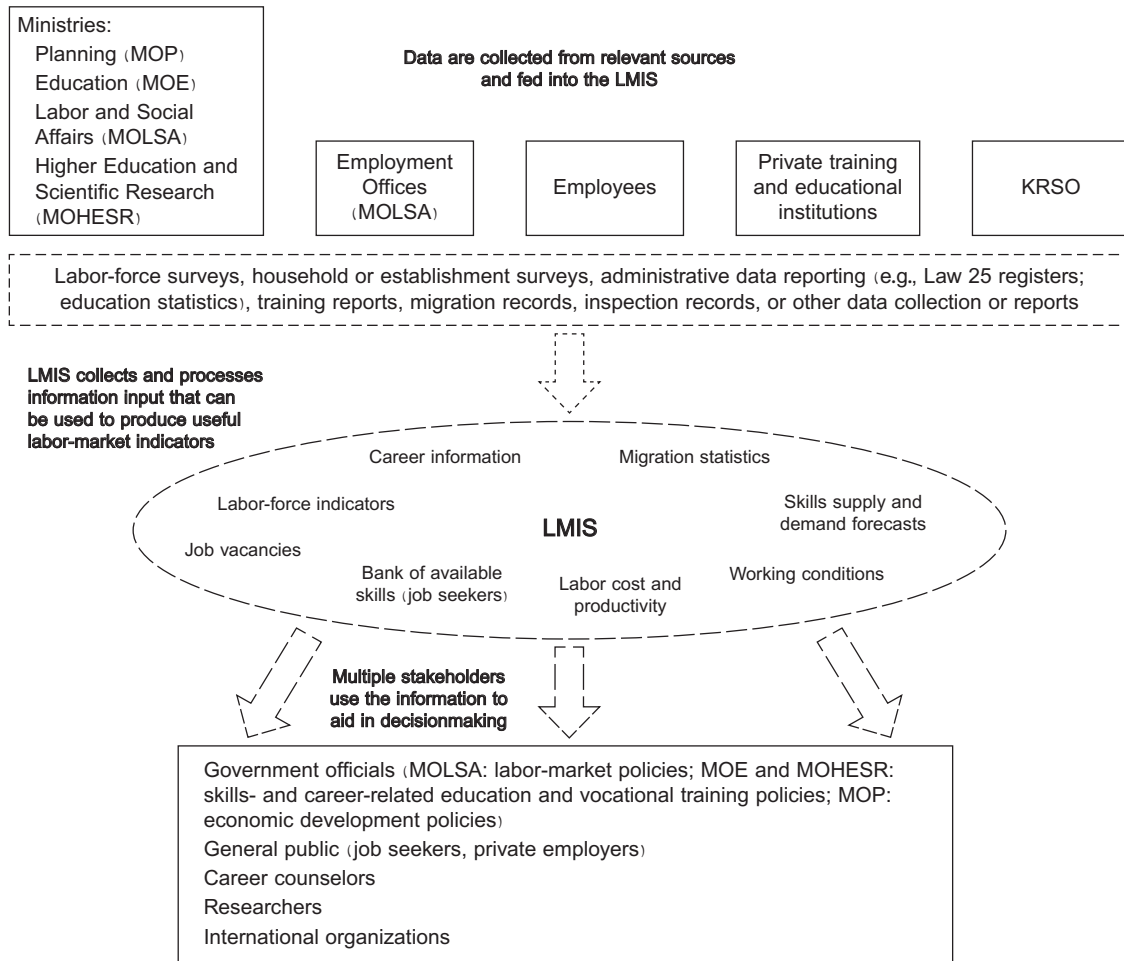 Ministries:
Planning (MOP)
Education (MOE)
Labor and Social
Affairs (MOLSA)
Higher Education and
Scientific Research
(MOHESR)
Data are collected from relevant sources
and fed into the LMIS
Employment
Offices
(MOLSA)
Employees
Private training
and educational
institutions
KRSO
Labor-force surveys, household or establishment surveys, administrative data reporting (e.g., Law 25 registers;
education statistics), training reports, migration records, inspection records, or other data collection or reports
LMIS collects and processes
information input that can
be used to produce useful
labor-market indicators
Career information
Migration statistics
Labor-force indicators
Skills supply and
demand forecasts
LMIS
Job vacancies
Bank of available
skills (job seekers)
Labor cost and
productivity
Working conditions
Multiple stakeholders
use the information to
aid in decisionmaking
Government officials (MOLSA: labor-market policies; MOE and MOHESR:
skills- and career-related education and vocational training policies; MOP:
economic development policies)
General public (job seekers, private employers)
Career counselors
Researchers
International organizations